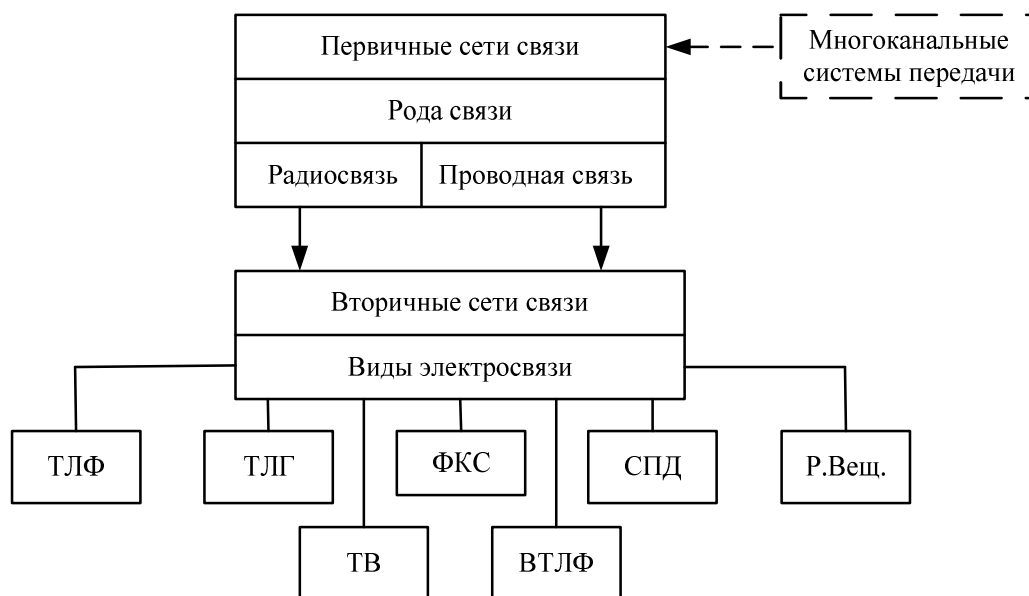 Первичные сети связи
Многоканальные
системы передачи
Рода связи
Радиосвязь
Проводная связь
Вторичные сети связи
Виды электросвязи
ТЛФ
ТЛГ
ФКС
СПД
Р.Вещ.
ТВ
ВТЛФ